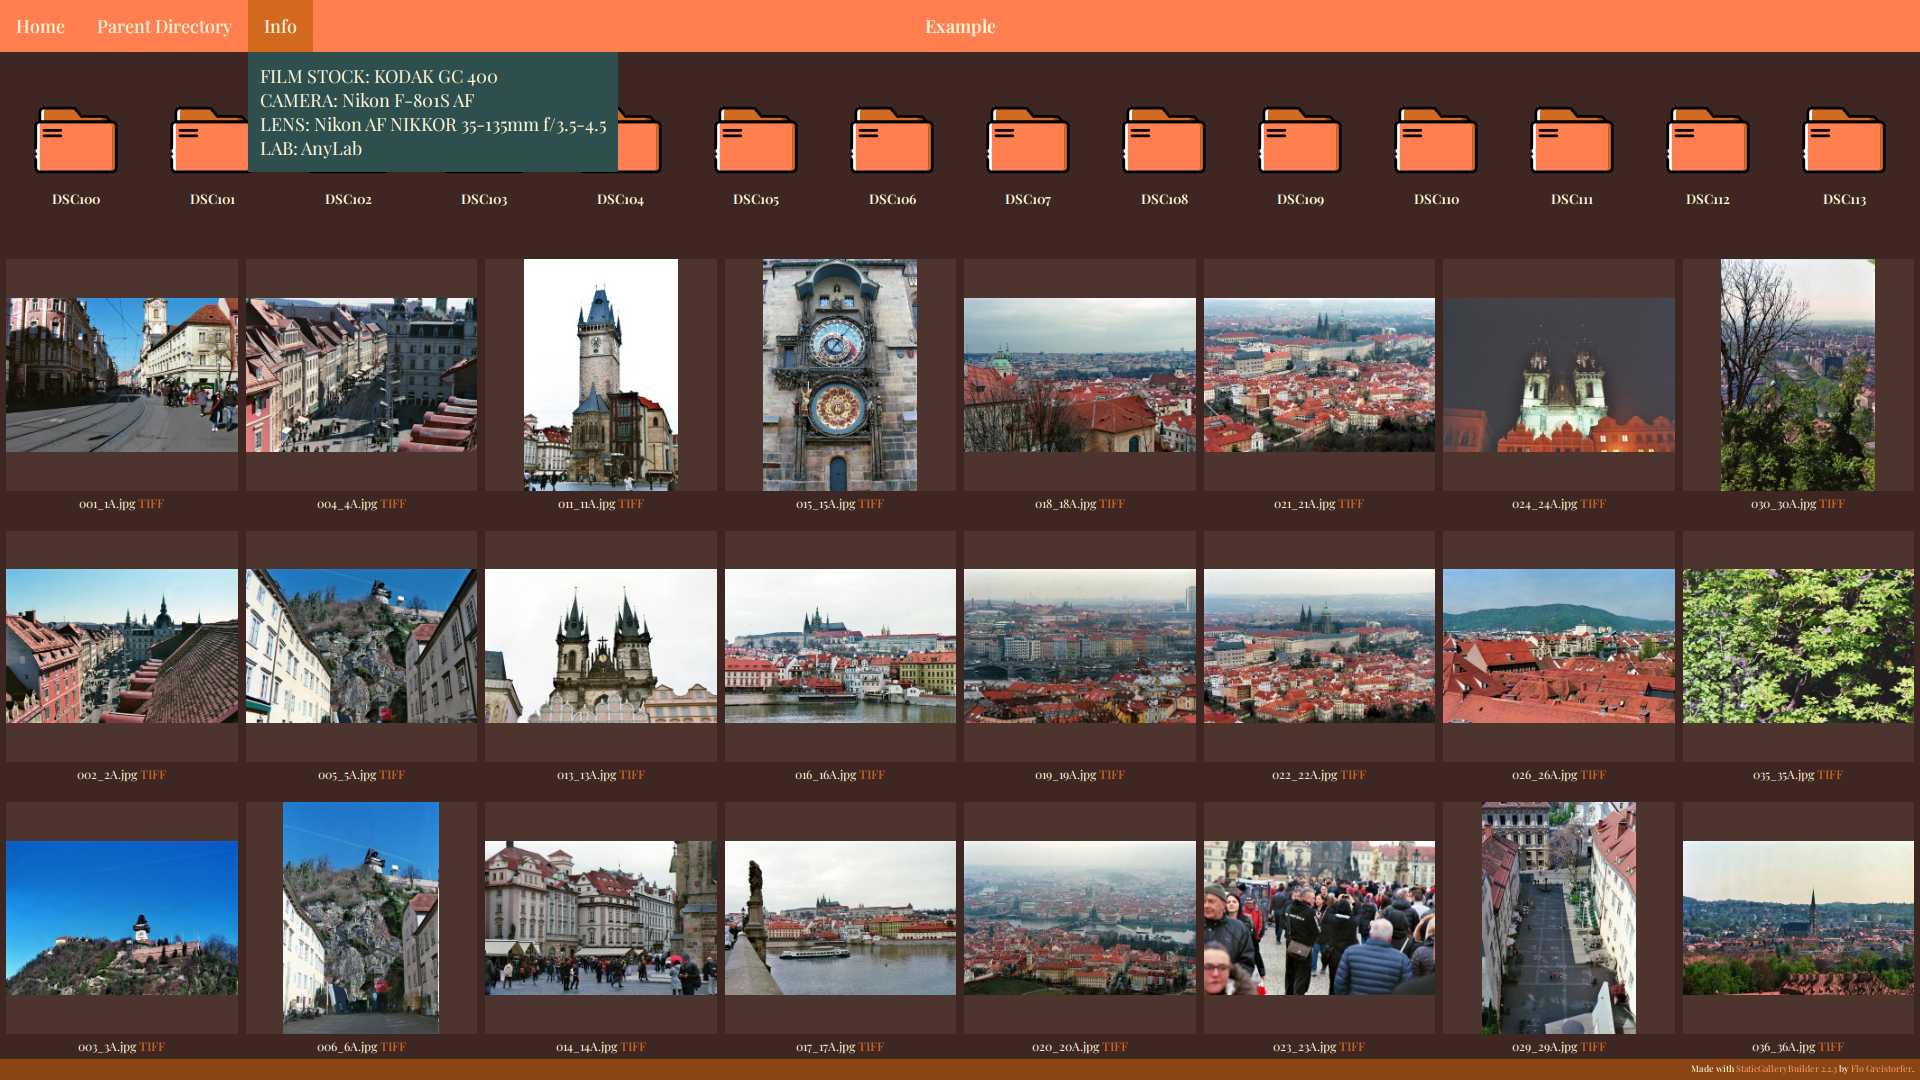 Home Parent Directory Info Example
FILM STOCK: KODAK GC 400
CAMERA: Nikon F-801S AF
LENS: Nikon AF NIKKOR 35-135mm f/3.5-4.5
LAB: AnyLab
DSC100 DSC101 DSC102 DSC103 DSC104 DSC105 DSC106 DSC107 DSC108 DSC109 DSC110 DSC111 DSC112 DSC113
001_1A.jpg TIFF 004_4A.jpg TIFF 011_11A.jpg TIFF 015_15A.jpg TIFF 018_18A.jpg TIFF 021_21A.jpg TIFF 024_24A.jpg TIFF 030_30A.jpg TIFF
002_2A.jpg TIFF 005_5A.jpg TIFF 013_13A.jpg TIFF 016_16A.jpg TIFF 019_19A.jpg TIFF 022_22A.jpg TIFF 026_26A.jpg TIFF 035_35A.jpg TIFF
003_3A.jpg TIFF 006_6A.jpg TIFF 014_14A.jpg TIFF 017_17A.jpg TIFF 020_20A.jpg TIFF 023_23A.jpg TIFF 029_29A.jpg TIFF 036_36A.jpg TIFF
Made with StaticGalleryBuilder 2.2.3 by Flo Greistorfer.